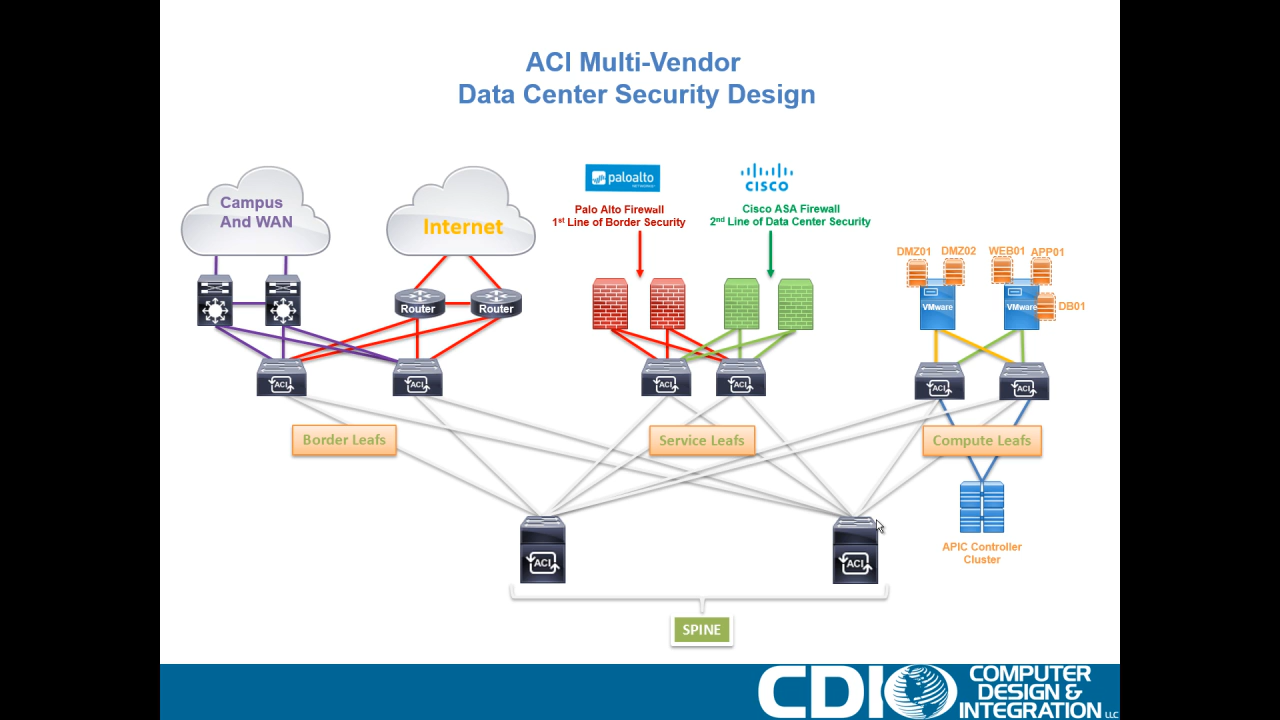 ACI Multi-Vendor
Data Center Security Design
Campus
And WAN
Internet
paloalto
NETWORKS
CISCO
Palo Alto Firewall
1st Line of Border Security
Cisco ASA Firewall
2nd Line of Data Center Security
DMZ01
DMZ02
WEB01
APP01
DB01
VMware
VMware
Router
Router
ACI
ACI
ACI
ACI
ACI
ACI
Border Leafs
Service Leafs
Compute Leafs
APIC Controller
Cluster
ACI
ACI
SPINE
CDI
COMPUTER
DESIGN &
INTEGRATION LLC